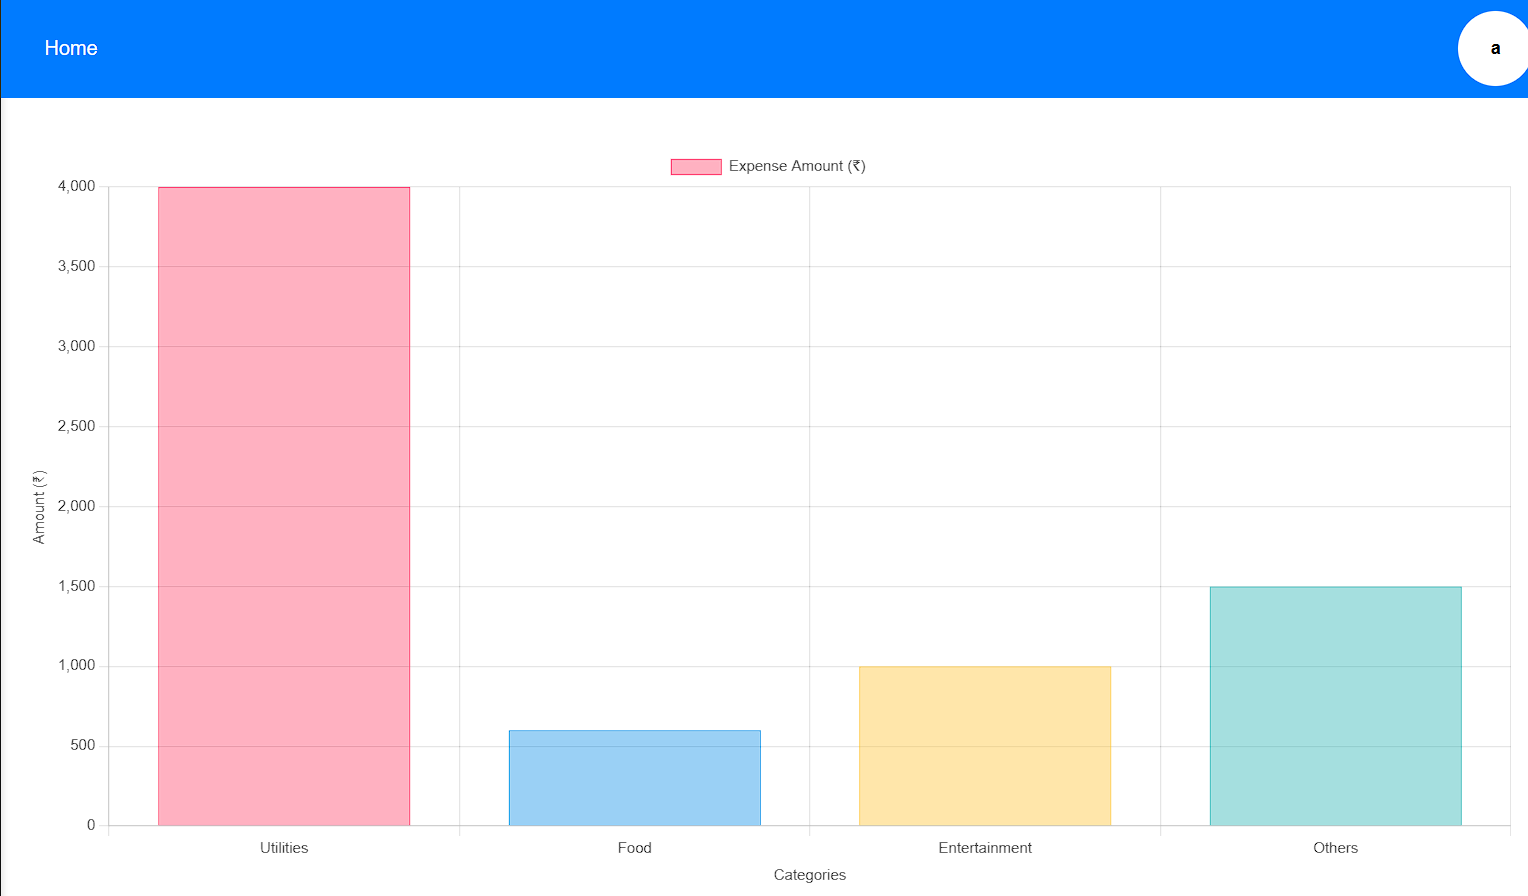 Home
a
Expense Amount (₹)
4,000
3,500
3,000
2,500
2,000
1,500
1,000
500
0
Amount (₹)
Utilities Food Entertainment Others
Categories